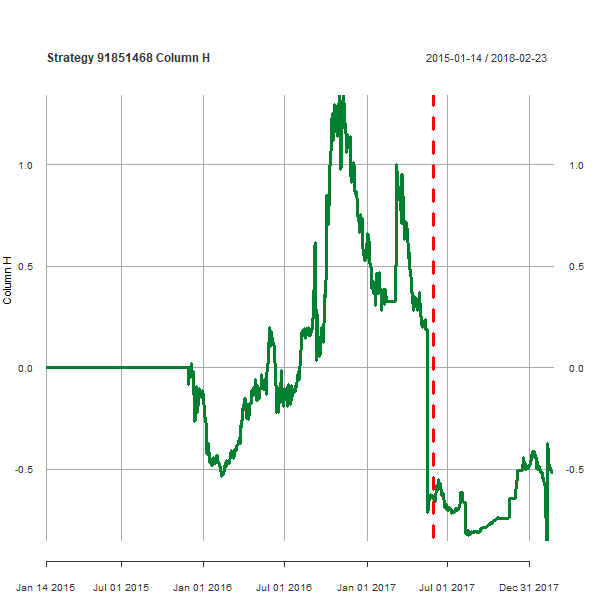 Strategy 91851468 Column H
2015-01-14 / 2018-02-23
Column H
1.0
0.5
0.0
-0.5
1.0
0.5
0.0
-0.5
Jan 14 2015
Jul 01 2015
Jan 01 2016
Jul 01 2016
Jan 01 2017
Jul 01 2017
Dec 31 2017